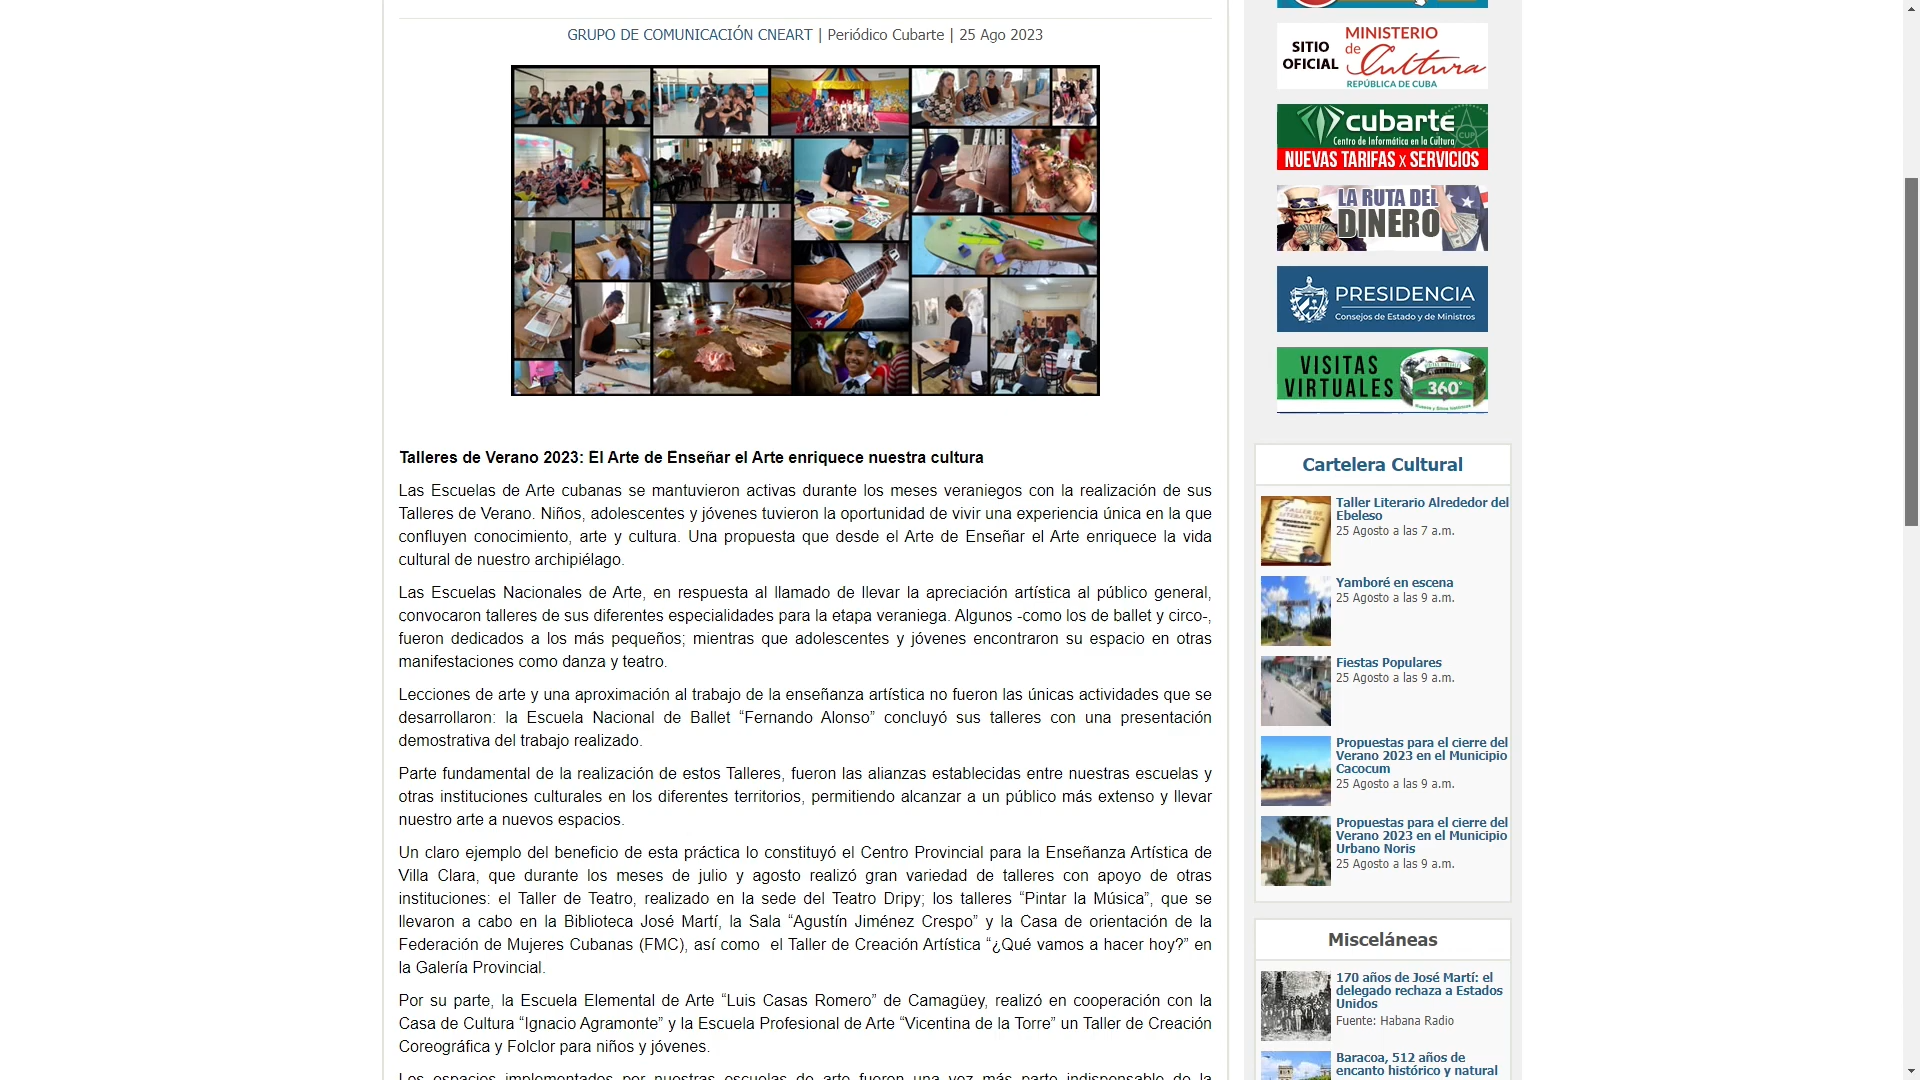 GRUPO DE COMUNICACIÓN CNEART | Periódico Cubarte | 25 Ago 2023
Talleres de Verano 2023: El Arte de Enseñar el Arte enriquece nuestra cultura
Las Escuelas de Arte cubanas se mantuvieron activas durante los meses veraniegos con la realización de sus
Talleres de Verano. Niños, adolescentes y jóvenes tuvieron la oportunidad de vivir una experiencia única en la que
confluyen conocimiento, arte y cultura. Una propuesta que desde el Arte de Enseñar el Arte enriquece la vida
cultural de nuestro archipiélago.
Las Escuelas Nacionales de Arte, en respuesta al llamado de llevar la apreciación artística al público general,
convocaron talleres de sus diferentes especialidades para la etapa veraniega. Algunos -como los de ballet y circo-,
fueron dedicados a los más pequeños; mientras que adolescentes y jóvenes encontraron su espacio en otras
manifestaciones como danza y teatro.
Lecciones de arte y una aproximación al trabajo de la enseñanza artística no fueron las únicas actividades que se
desarrollaron: la Escuela Nacional de Ballet “Fernando Alonso” concluyó sus talleres con una presentación
demostrativa del trabajo realizado.
Parte fundamental de la realización de estos Talleres, fueron las alianzas establecidas entre nuestras escuelas y
otras instituciones culturales en los diferentes territorios, permitiendo alcanzar a un público más extenso y llevar
nuestro arte a nuevos espacios.
Un claro ejemplo del beneficio de esta práctica lo constituyó el Centro Provincial para la Enseñanza Artística de
Villa Clara, que durante los meses de julio y agosto realizó gran variedad de talleres con apoyo de otras
instituciones: el Taller de Teatro, realizado en la sede del Teatro Dripy; los talleres “Pintar la Música”, que se
llevaron a cabo en la Biblioteca José Martí, la Sala “Agustín Jiménez Crespo” y la Casa de orientación de la
Federación de Mujeres Cubanas (FMC), así como el Taller de Creación Artística “¿Qué vamos a hacer hoy?” en
la Galería Provincial.
Por su parte, la Escuela Elemental de Arte “Luis Casas Romero” de Camagüey, realizó en cooperación con la
Casa de Cultura “Ignacio Agramonte” y la Escuela Profesional de Arte “Vicentina de la Torre” un Taller de Creación
Coreográfica y Folclor para niños y jóvenes.
Los espacios implementados por nuestras escuelas de arte fueron una vez más parte indispensable de la
SITIO
OFICIAL
MINISTERIO
de
Cultura
REPÚBLICA DE CUBA
cubarte
Centro de Informática en la Cultura
CUP
NUEVAS TARIFAS X SERVICIOS
LA RUTA DEL
DINERO
PRESIDENCIA
Consejos de Estado y de Ministros
VISITAS
VIRTUALES
360°
Cartelera Cultural
Taller Literario Alrededor del
Ebeleso
25 Agosto a las 7 a.m.
Yamboré en escena
25 Agosto a las 9 a.m.
Fiestas Populares
25 Agosto a las 9 a.m.
Propuestas para el cierre del
Verano 2023 en el Municipio
Cacocum
25 Agosto a las 9 a.m.
Propuestas para el cierre del
Verano 2023 en el Municipio
Urbano Noris
25 Agosto a las 9 a.m.
Misceláneas
170 años de José Martí: el
delegado rechaza a Estados
Unidos
Fuente: Habana Radio
Baracoa, 512 años de
encanto histórico y natural